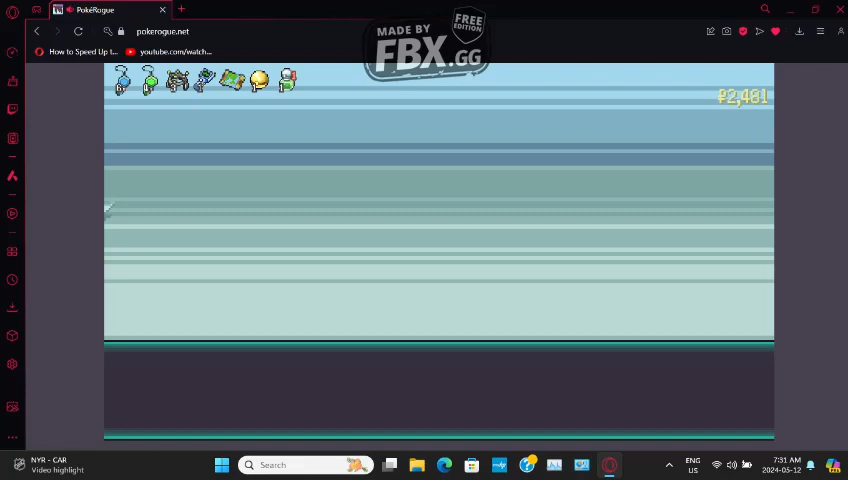 PokéRogue
MADE BY
FREE
EDITION
FBX.GG
pokerogue.net
How to Speed Up t...
youtube.com/watch...
₽2,481
NYR - CAR
Video highlight
Search
ENG
US
7:31 AM
2024-05-12